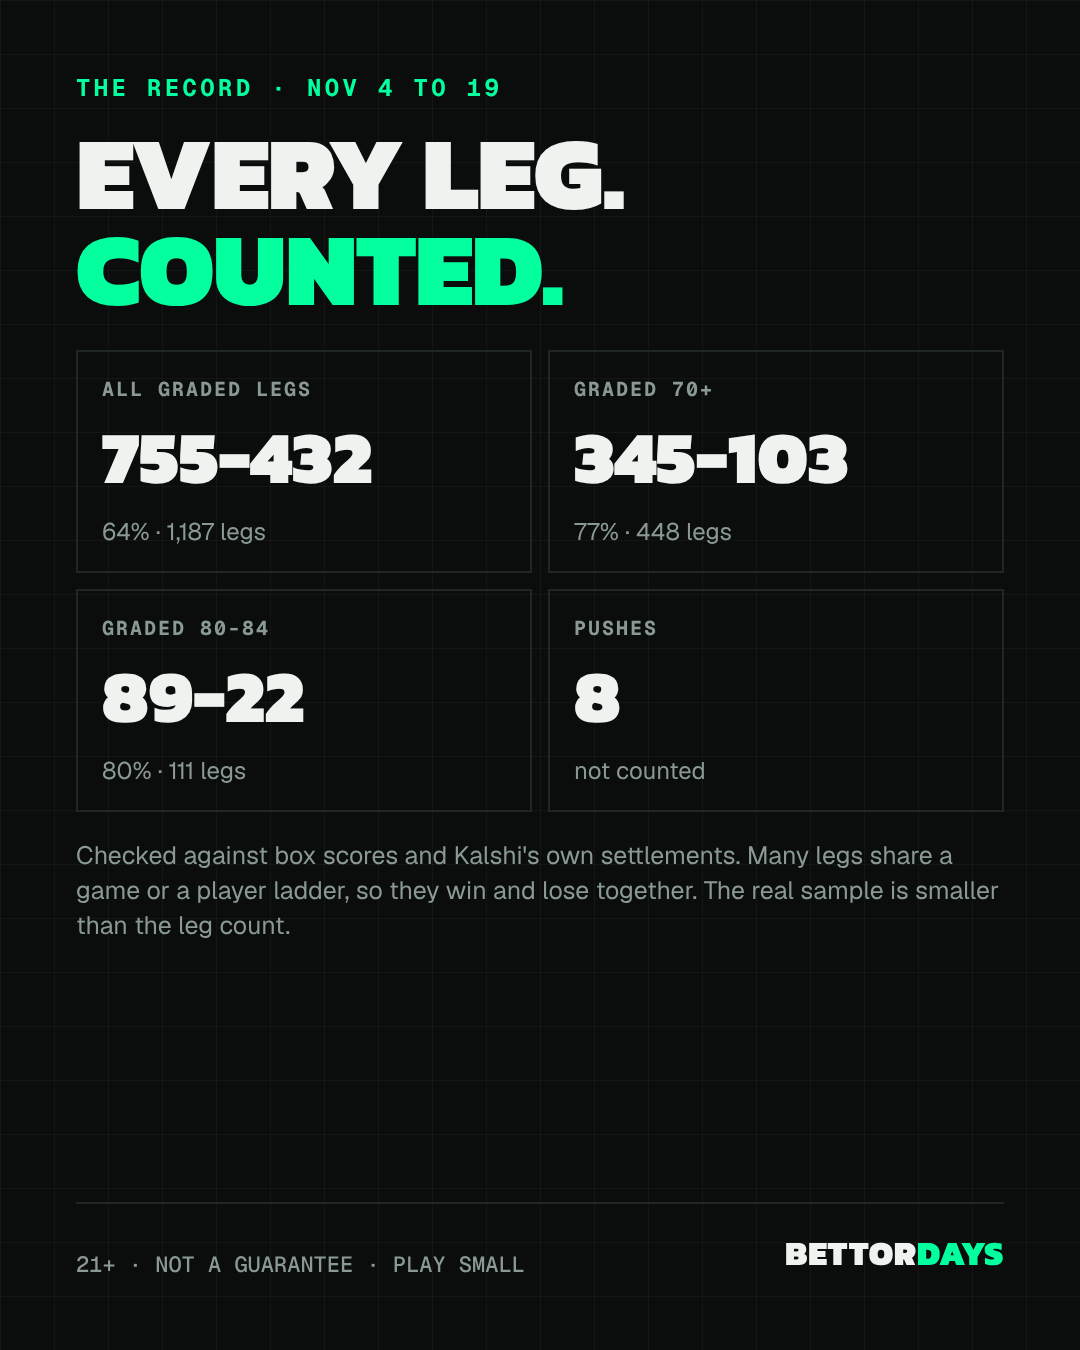 THE RECORD · NOV 4 TO 19
EVERY LEG.
COUNTED.
ALL GRADED LEGS
755-432
64% · 1,187 legs
GRADED 70+
345-103
77% · 448 legs
GRADED 80-84
89-22
80% · 111 legs
PUSHES
8
not counted
Checked against box scores and Kalshi's own settlements. Many legs share a
game or a player ladder, so they win and lose together. The real sample is smaller
than the leg count.
21+ · NOT A GUARANTEE · PLAY SMALL
BETTORDAYS